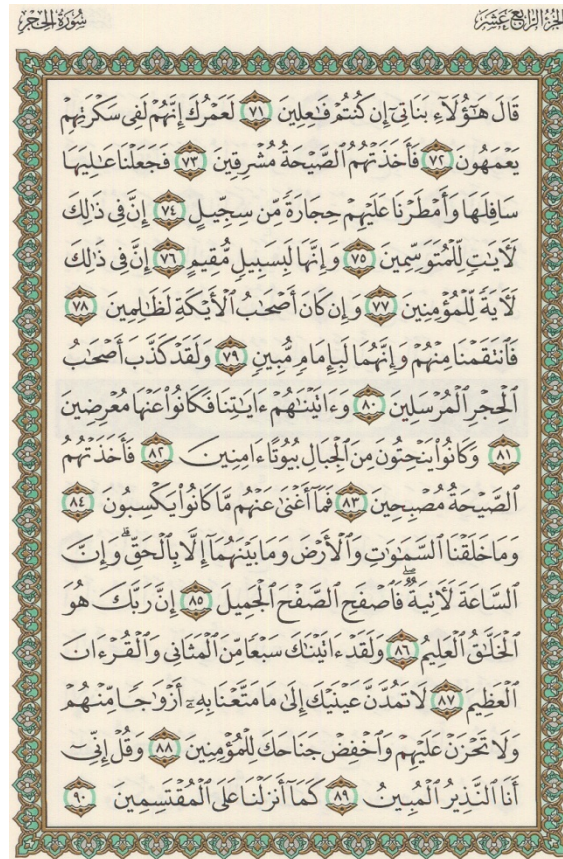 الجزء الرابع عشر
سورة الحجر
قَالَ هَٰٓؤُلَآءِ بَنَاتِىٓ إِن كُنتُمْ فَٰعِلِينَ ٧١ لَعَمْرُكَ إِنَّهُمْ لَفِى سَكْرَتِهِمْ
يَعْمَهُونَ ٧٢ فَأَخَذَتْهُمُ ٱلصَّيْحَةُ مُشْرِقِينَ ٧٣ فَجَعَلْنَا عَٰلِيَهَا
سَافِلَهَا وَأَمْطَرْنَا عَلَيْهِمْ حِجَارَةً مِّن سِجِّيلٍ ٧٤ إِنَّ فِى ذَٰلِكَ
لَءَايَٰتٍ لِّلْمُتَوَسِّمِينَ ٧٥ وَإِنَّهَا لَبِسَبِيلٍ مُّقِيمٍ ٧٦ إِنَّ فِى ذَٰلِكَ
لَءَايَةً لِّلْمُؤْمِنِينَ ٧٧ وَإِن كَانَ أَصْحَٰبُ ٱلْأَيْكَةِ لَظَٰلِمِينَ ٧٨
فَٱنتَقَمْنَا مِنْهُمْ وَإِنَّهُمَا لَبِإِمَامٍ مُّبِينٍ ٧٩ وَلَقَدْ كَذَّبَ أَصْحَٰبُ
ٱلْحِجْرِ ٱلْمُرْسَلِينَ ٨٠ وَءَاتَيْنَٰهُمْ ءَايَٰتِنَا فَكَانُوا۟ عَنْهَا مُعْرِضِينَ
٨١ وَكَانُوا۟ يَنْحِتُونَ مِنَ ٱلْجِبَالِ بُيُوتًا ءَامِنِينَ ٨٢ فَأَخَذَتْهُمُ
ٱلصَّيْحَةُ مُصْبِحِينَ ٨٣ فَمَآ أَغْنَىٰ عَنْهُم مَّا كَانُوا۟ يَكْسِبُونَ ٨٤
وَمَا خَلَقْنَا ٱلسَّمَٰوَٰتِ وَٱلْأَرْضَ وَمَا بَيْنَهُمَآ إِلَّا بِٱلْحَقِّ ۗ وَإِنَّ
ٱلسَّاعَةَ لَءَاتِيَةٌ ۖ فَٱصْفَحِ ٱلصَّفْحَ ٱلْجَمِيلَ ٨٥ إِنَّ رَبَّكَ هُوَ
ٱلْخَلَّٰقُ ٱلْعَلِيمُ ٨٦ وَلَقَدْ ءَاتَيْنَٰكَ سَبْعًا مِّنَ ٱلْمَثَانِى وَٱلْقُرْءَانَ
ٱلْعَظِيمَ ٨٧ لَا تَمُدَّنَّ عَيْنَيْكَ إِلَىٰ مَا مَتَّعْنَا بِهِۦٓ أَزْوَٰجًا مِّنْهُمْ
وَلَا تَحْزَنْ عَلَيْهِمْ وَٱخْفِضْ جَنَاحَكَ لِلْمُؤْمِنِينَ ٨٨ وَقُلْ إِنِّىٓ
أَنَا ٱلنَّذِيرُ ٱلْمُبِينُ ٨٩ كَمَآ أَنزَلْنَا عَلَى ٱلْمُقْتَسِمِينَ ٩٠